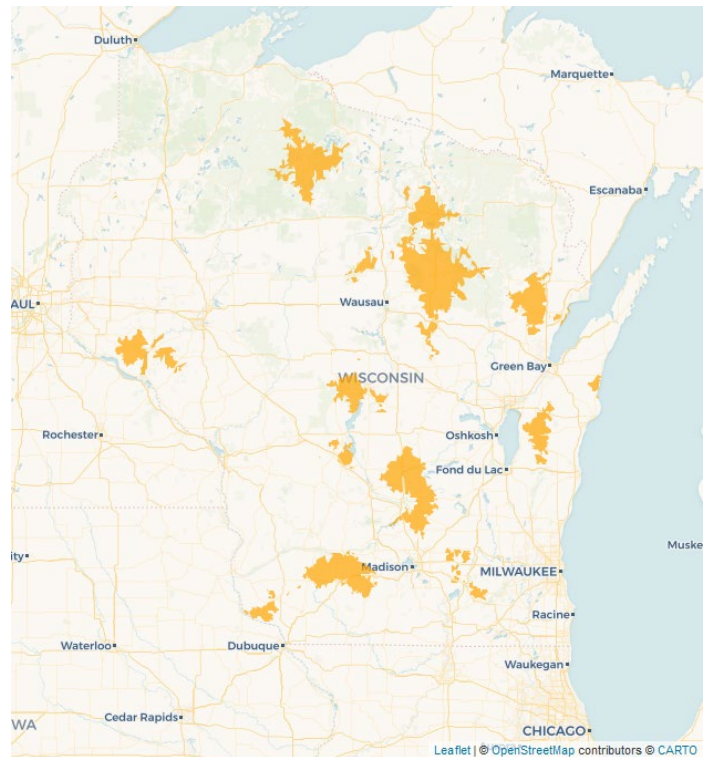 Duluth
Marquette
Escanaba
AUL
Wausau
Green Bay
WISCONSIN
Rochester
Oshkosh
Fond du Lac
ity
Muske
Madison
MILWAUKEE
Racine
Waterloo
Dubuque
Waukegan
Cedar Rapids
WA
CHICAGO
Leaflet | © OpenStreetMap contributors © CARTO